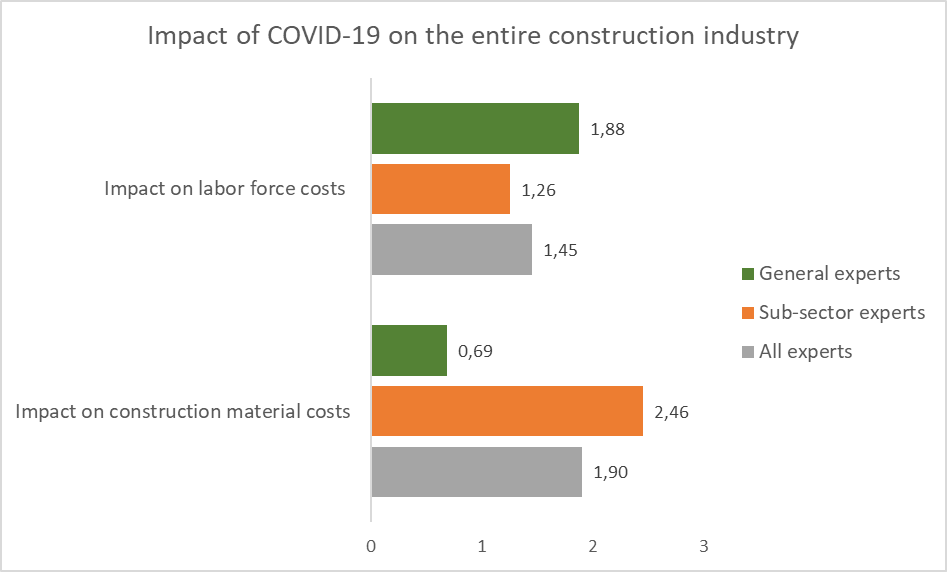 Impact of COVID-19 on the entire construction industry
1,88
Impact on labor force costs
1,26
1,45
General experts
Sub-sector experts
All experts
0,69
Impact on construction material costs
2,46
1,90
0 1 2 3